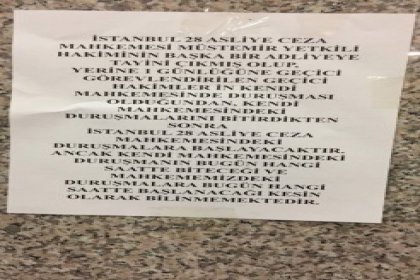 İSTANBUL 28 ASLİYE CEZA
MAHKEMESİ MÜSTEMİR YETKİLİ
HAKİMİNİN BAŞKA BİR ADLİYEYE
TAYİNİ ÇIKMIŞ OLUP.
YERİNE 1 GÜNLÜĞÜNE GEÇİCİ
GÖREVLENDİRİLEN GEÇİCİ
HAKİMLER İN KENDİ
MAHKEMESİNDE DURUŞMASI
OLDUĞUNDAN, KENDİ
MAHKEMESİNDEKİ
DURUŞMALARINI BİTİRDİKTEN
SONRA
İSTANBUL 28 ASLİYE CEZA
MAHKEMESİNDEKİ
DURUŞMALARA BAŞLAYACAKTIR.
ANCAK KENDİ MAHKEMESİNDEKİ
DURUŞMANIN BUGÜN HANGİ
SAATTE BİTECEĞİ VE
MAHKEMEMİZDEKİ
DURUŞMALARA BUGÜN HANGİ
SAATTE BAŞLANACAĞI KESİN
OLARAK BİLİNMEMEKTEDİR.